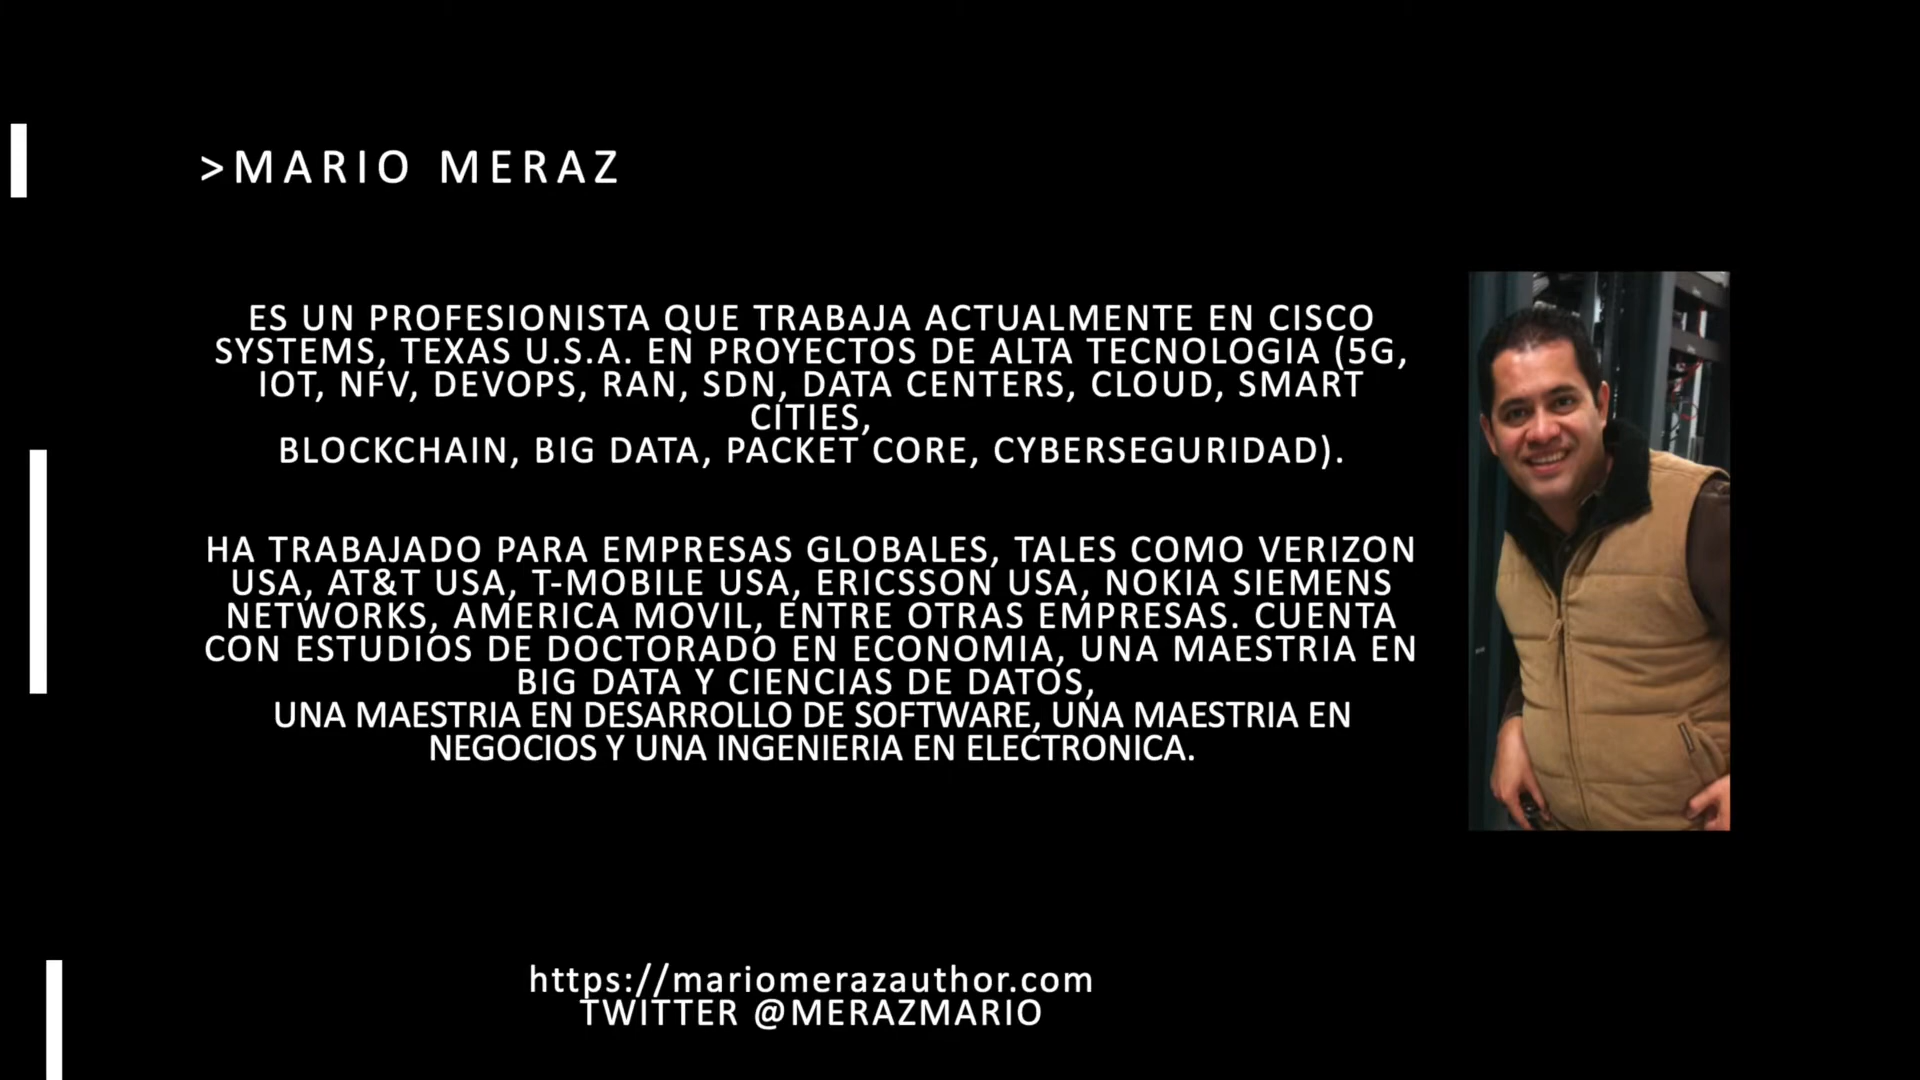 >MARIO MERAZ
ES UN PROFESIONISTA QUE TRABAJA ACTUALMENTE EN CISCO
SYSTEMS, TEXAS U.S.A. EN PROYECTOS DE ALTA TECNOLOGIA (5G,
IOT, NFV, DEVOPS, RAN, SDN, DATA CENTERS, CLOUD, SMART
CITIES,
BLOCKCHAIN, BIG DATA, PACKET CORE, CYBERSEGURIDAD).
HA TRABAJADO PARA EMPRESAS GLOBALES, TALES COMO VERIZON
USA, AT&T USA, T-MOBILE USA, ERICSSON USA, NOKIA SIEMENS
NETWORKS, AMERICA MOVIL, ENTRE OTRAS EMPRESAS. CUENTA
CON ESTUDIOS DE DOCTORADO EN ECONOMIA, UNA MAESTRIA EN
BIG DATA Y CIENCIAS DE DATOS,
UNA MAESTRIA EN DESARROLLO DE SOFTWARE, UNA MAESTRIA EN
NEGOCIOS Y UNA INGENIERIA EN ELECTRONICA.
https://mariomerazauthor.com
TWITTER @MERAZMARIO